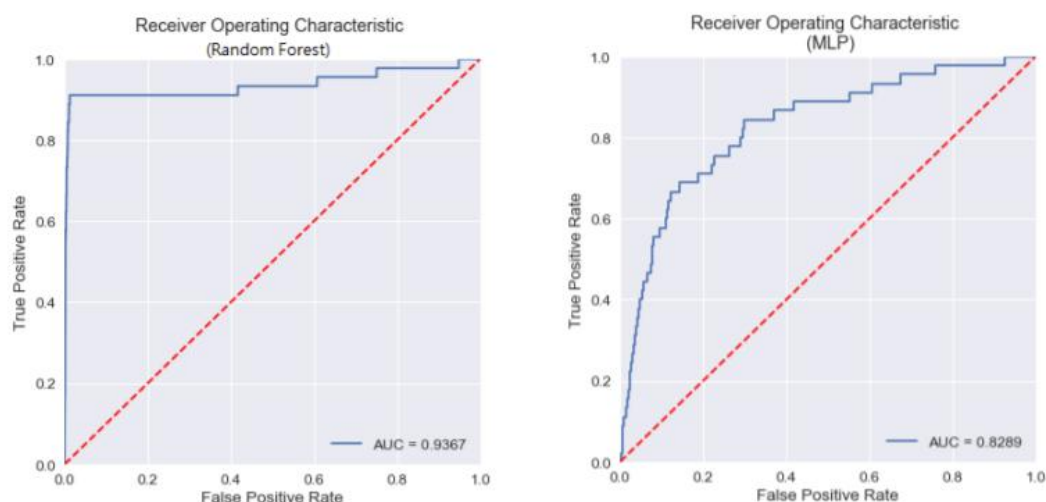 Receiver Operating Characteristic
(Random Forest)
1.0
0.8
0.6
0.4
0.2
0.0
True Positive Rate
AUC = 0.9367
0.0 0.2 0.4 0.6 0.8 1.0
False Positive Rate
Receiver Operating Characteristic
(MLP)
1.0
0.8
0.6
0.4
0.2
0.0
True Positive Rate
AUC = 0.8289
0.0 0.2 0.4 0.6 0.8 1.0
False Positive Rate